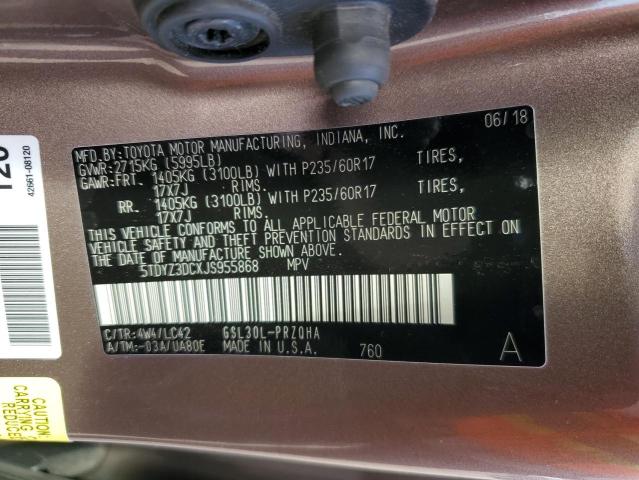 MFD.BY:TOYOTA MOTOR MANUFACTURING, INDIANA, INC. 06/18
GVWR:2715KG (5995LB)
GAWR:FRT. 1405KG (3100LB) WITH P235/60R17 TIRES,
17X7J RIMS.
RR. 1405KG (3100LB) WITH P235/60R17 TIRES,
17X7J RIMS.
THIS VEHICLE CONFORMS TO ALL APPLICABLE FEDERAL MOTOR
VEHICLE SAFETY AND THEFT PREVENTION STANDARDS IN EFFECT ON
THE DATE OF MANUFACTURE SHOWN ABOVE.
5TDYZ3DCXJS955868 MPV
C/TR:4W4/LC42 GSL30L-PRZQHA
A/TM:-03A/UA80E MADE IN U.S.A. 760 A
42661-08120
CAUTION
CARRYING
REDUCE